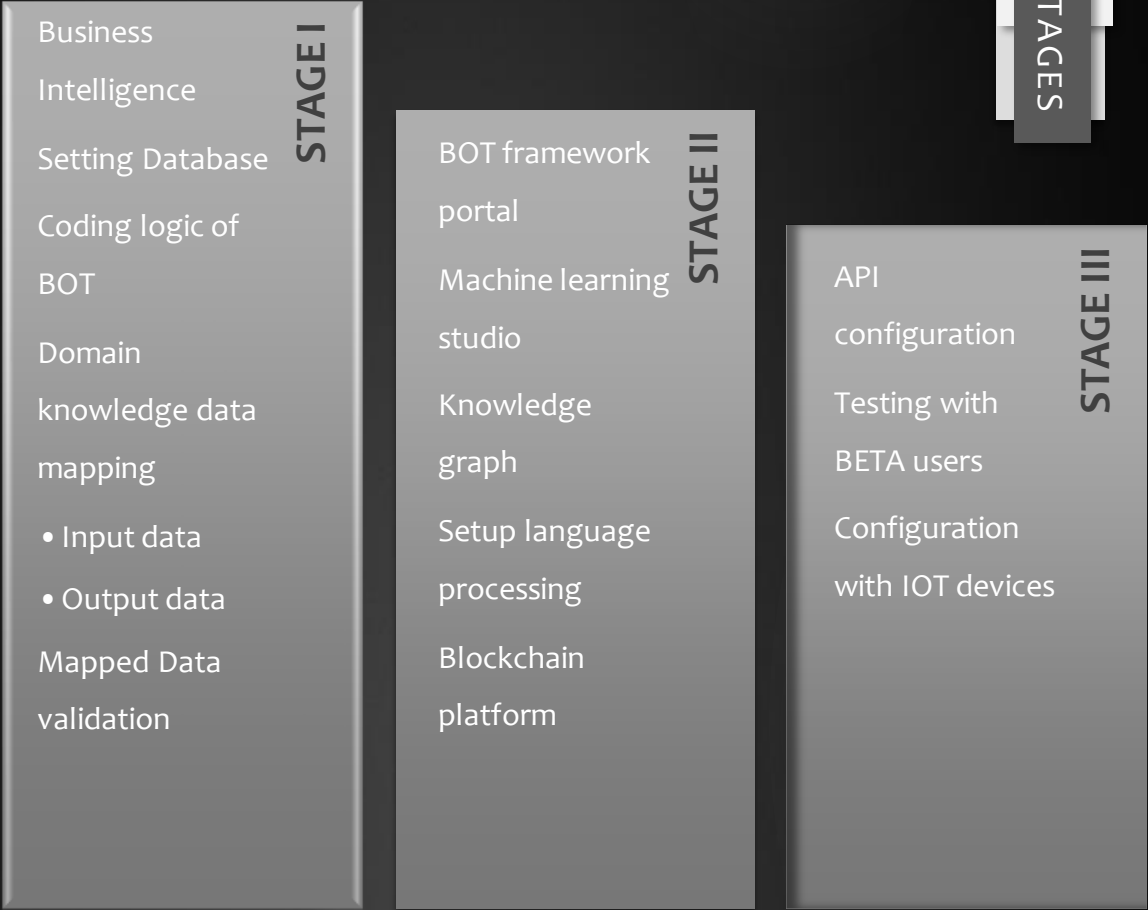 STAGE I
Business
Intelligence
Setting Database
Coding logic of
BOT
Domain
knowledge data
mapping
• Input data
• Output data
Mapped Data
validation
STAGE II
BOT framework
portal
Machine learning
studio
Knowledge
graph
Setup language
processing
Blockchain
platform
TAGES
STAGE III
API
configuration
Testing with
BETA users
Configuration
with IOT devices